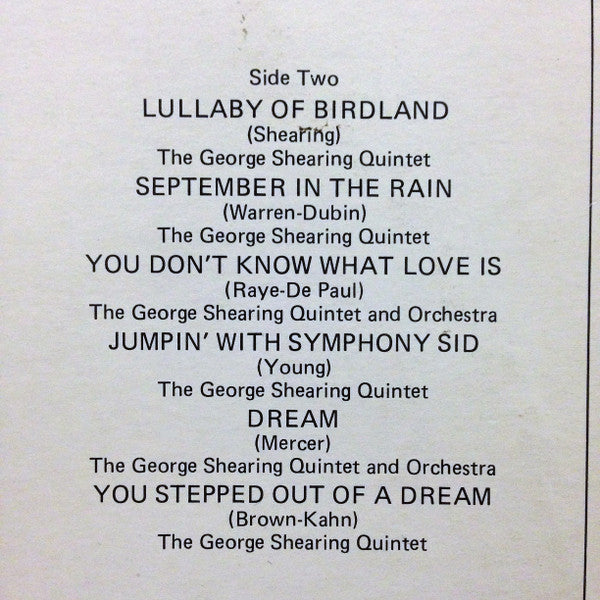 Side Two
LULLABY OF BIRDLAND
(Shearing)
The George Shearing Quintet
SEPTEMBER IN THE RAIN
(Warren-Dubin)
The George Shearing Quintet
YOU DON'T KNOW WHAT LOVE IS
(Raye-De Paul)
The George Shearing Quintet and Orchestra
JUMPIN' WITH SYMPHONY SID
(Young)
The George Shearing Quintet
DREAM
(Mercer)
The George Shearing Quintet and Orchestra
YOU STEPPED OUT OF A DREAM
(Brown-Kahn)
The George Shearing Quintet